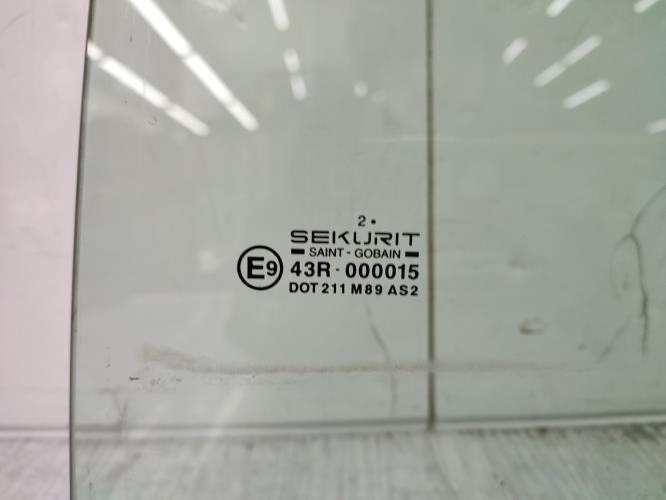 2 •
SEKURIT
SAINT - GOBAIN
E9 43R - 000015
DOT 211 M89 AS2